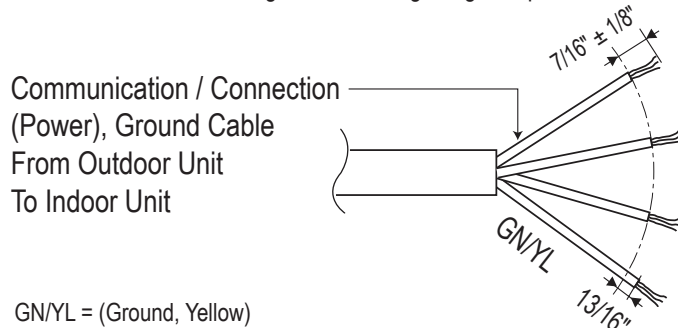 7/16" ± 1/8"
Communication / Connection
(Power), Ground Cable
From Outdoor Unit
To Indoor Unit
GN/YL
13/16"
GN/YL = (Ground, Yellow)